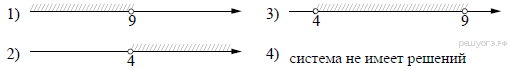 1) 9
3) 4 9
2) 4
решуогэ.рф
4) система не имеет решений